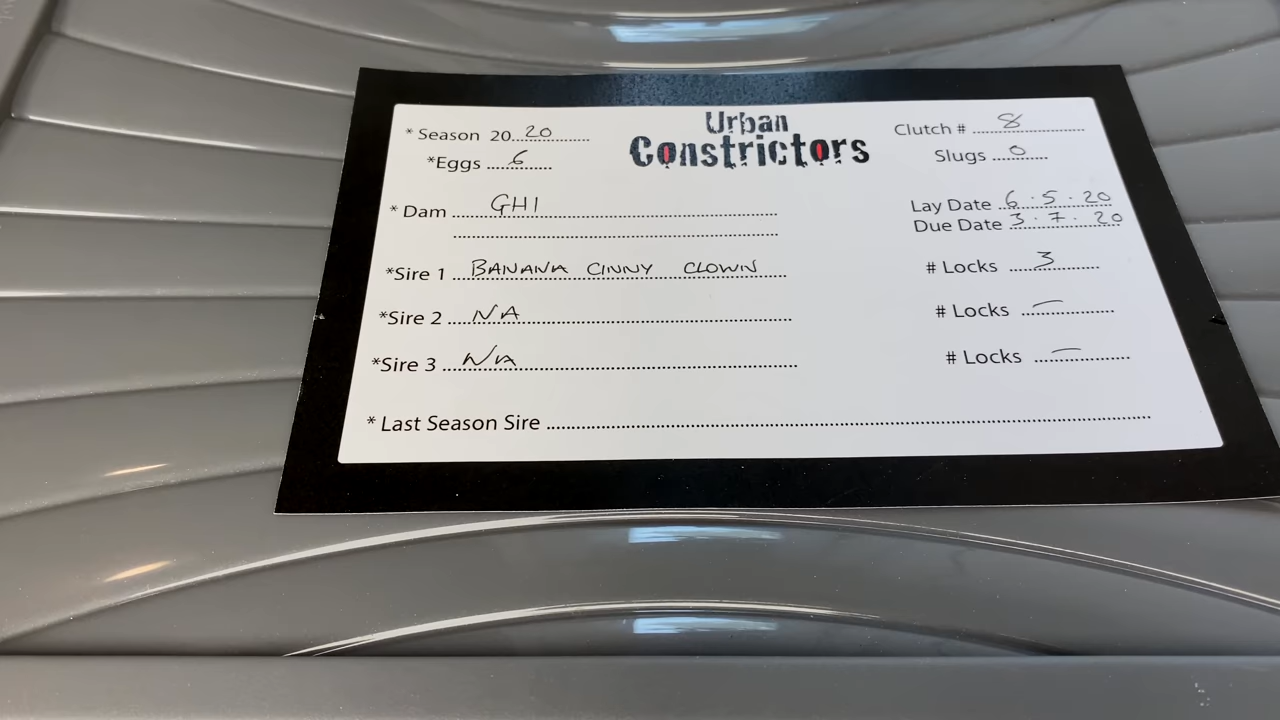 * Season 20...20.......... Urban Constrictors Clutch # ...8..........
*Eggs ...6......... Slugs ...0........
* Dam ......GHI..........................................
.............................................................
Lay Date 6.5.20
Due Date 3.7.20
*Sire 1 ...BANANA CINNY CLOWN...... # Locks ......3.........
*Sire 2 ...NA................................................ # Locks ...—...............
*Sire 3 ...NA................................................ # Locks ...—...............
* Last Season Sire ..............................................................................